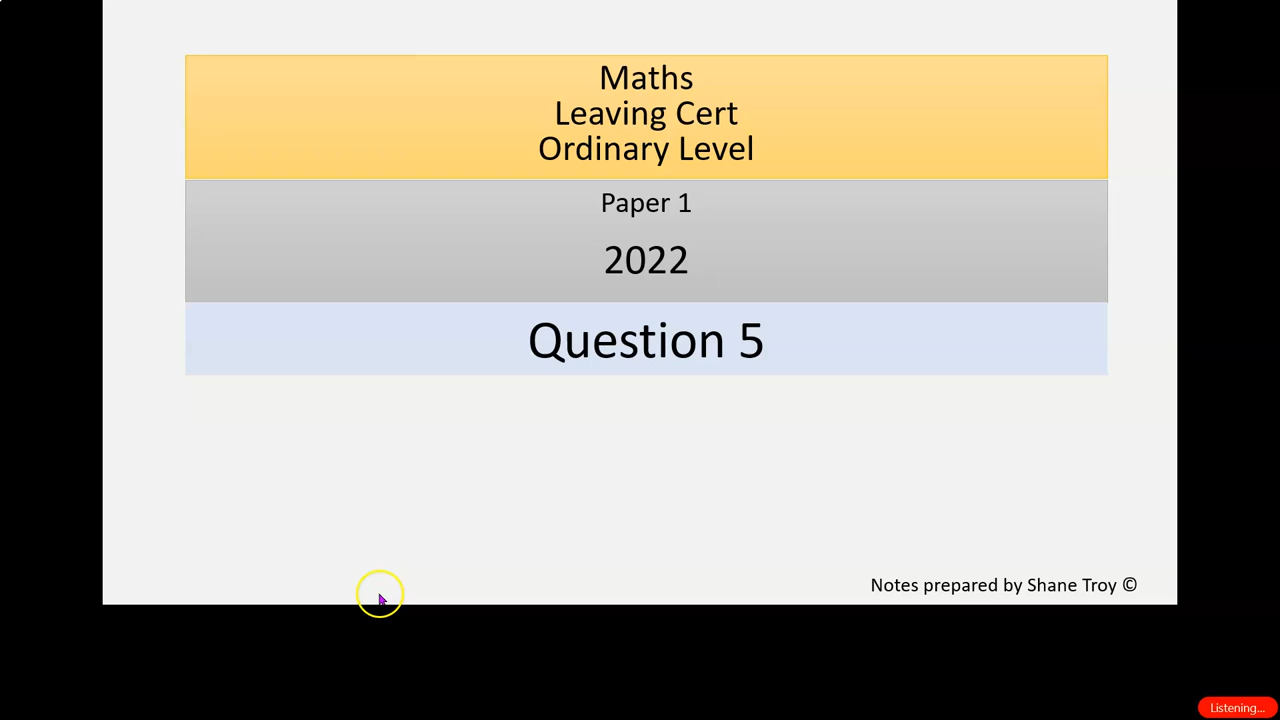 Maths
Leaving Cert
Ordinary Level
Paper 1
2022
Question 5
Notes prepared by Shane Troy ©
Listening...